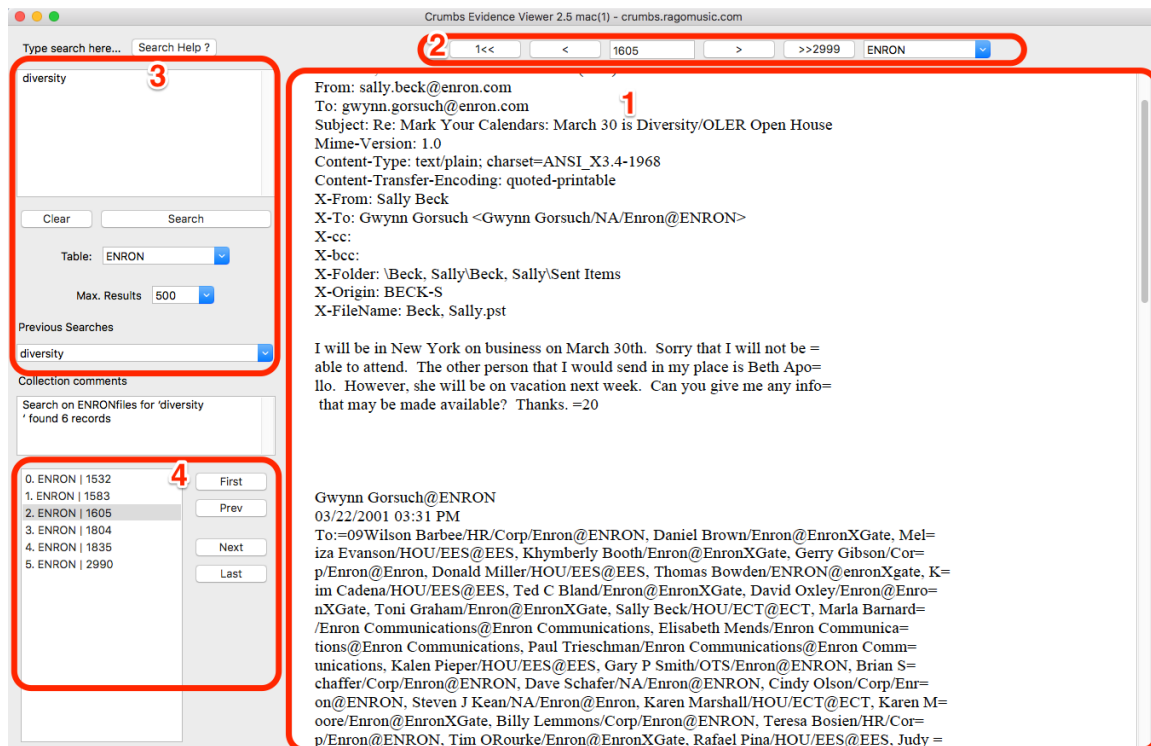 Crumbs Evidence Viewer 2.5 mac(1) - crumbs.ragomusic.com
Type search here... Search Help ?
2 1<< < 1605 > >>2999 ENRON
3
diversity
Clear Search
Table: ENRON
Max. Results 500
Previous Searches
diversity
Collection comments
Search on ENRONfiles for 'diversity
' found 6 records
4
0. ENRON | 1532
1. ENRON | 1583
2. ENRON | 1605
3. ENRON | 1804
4. ENRON | 1835
5. ENRON | 2990
First
Prev
Next
Last
1
From: sally.beck@enron.com
To: gwynn.gorsuch@enron.com
Subject: Re: Mark Your Calendars: March 30 is Diversity/OLER Open House
Mime-Version: 1.0
Content-Type: text/plain; charset=ANSI_X3.4-1968
Content-Transfer-Encoding: quoted-printable
X-From: Sally Beck
X-To: Gwynn Gorsuch <Gwynn Gorsuch/NA/Enron@ENRON>
X-cc:
X-bcc:
X-Folder: \Beck, Sally\Beck, Sally\Sent Items
X-Origin: BECK-S
X-FileName: Beck, Sally.pst
I will be in New York on business on March 30th.  Sorry that I will not be =
able to attend.  The other person that I would send in my place is Beth Apo=
llo.  However, she will be on vacation next week.  Can you give me any info=
that may be made available?  Thanks. =20
Gwynn Gorsuch@ENRON
03/22/2001 03:31 PM
To:=09Wilson Barbee/HR/Corp/Enron@ENRON, Daniel Brown/Enron@EnronXGate, Mel=
iza Evanson/HOU/EES@EES, Khymberly Booth/Enron@EnronXGate, Gerry Gibson/Cor=
p/Enron@Enron, Donald Miller/HOU/EES@EES, Thomas Bowden/ENRON@enronXgate, K=
im Cadena/HOU/EES@EES, Ted C Bland/Enron@EnronXGate, David Oxley/Enron@Enro=
nXGate, Toni Graham/Enron@EnronXGate, Sally Beck/HOU/ECT@ECT, Marla Barnard=
/Enron Communications@Enron Communications, Elisabeth Mends/Enron Communica=
tions@Enron Communications, Paul Trieschman/Enron Communications@Enron Comm=
unications, Kalen Pieper/HOU/EES@EES, Gary P Smith/OTS/Enron@ENRON, Brian S=
chaffer/Corp/Enron@ENRON, Dave Schafer/NA/Enron@ENRON, Cindy Olson/Corp/Enr=
on@ENRON, Steven J Kean/NA/Enron@Enron, Karen Marshall/HOU/ECT@ECT, Karen M=
oore/Enron@EnronXGate, Billy Lemmons/Corp/Enron@ENRON, Teresa Bosien/HR/Cor=
p/Enron@ENRON, Tim ORourke/Enron@EnronXGate, Rafael Pina/HOU/EES@EES, Judy =